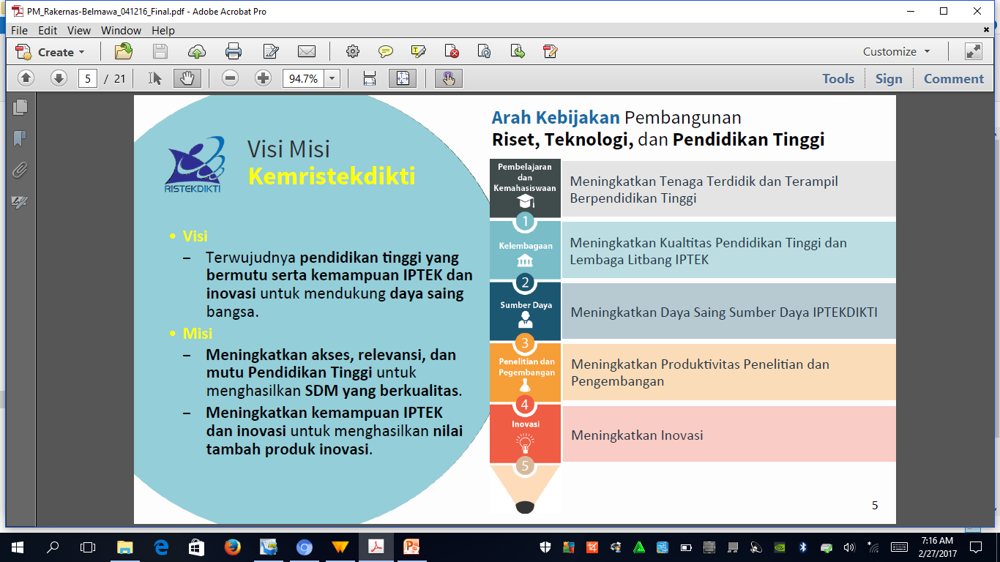 PM_Rakernas-Belmawa_041216_Final.pdf - Adobe Acrobat Pro
File Edit View Window Help
Create
Customize
5 / 21
94.7%
Tools Sign Comment
RISTEKDIKTI
Visi Misi
Kemristekdikti
• Visi
– Terwujudnya pendidikan tinggi yang
bermutu serta kemampuan IPTEK dan
inovasi untuk mendukung daya saing
bangsa.
• Misi
– Meningkatkan akses, relevansi, dan
mutu Pendidikan Tinggi untuk
menghasilkan SDM yang berkualitas.
– Meningkatkan kemampuan IPTEK
dan inovasi untuk menghasilkan nilai
tambah produk inovasi.
Arah Kebijakan Pembangunan
Riset, Teknologi, dan Pendidikan Tinggi
Pembelajaran
dan
Kemahasiswaan
1
Meningkatkan Tenaga Terdidik dan Terampil
Berpendidikan Tinggi
Kelembagaan
2
Meningkatkan Kualtitas Pendidikan Tinggi dan
Lembaga Litbang IPTEK
Sumber Daya
3
Meningkatkan Daya Saing Sumber Daya IPTEKDIKTI
Penelitian dan
Pegembangan
4
Meningkatkan Produktivitas Penelitian dan
Pengembangan
Inovasi
5
Meningkatkan Inovasi
5
7:16 AM
2/27/2017